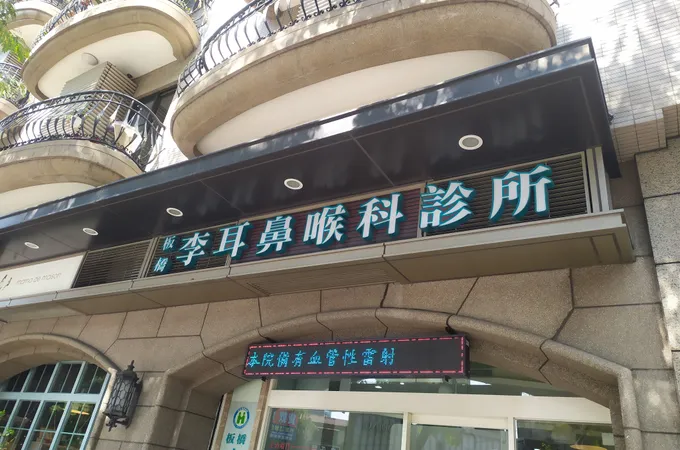 板橋
李耳鼻喉科診所
本院備有血管性雷射
板橋